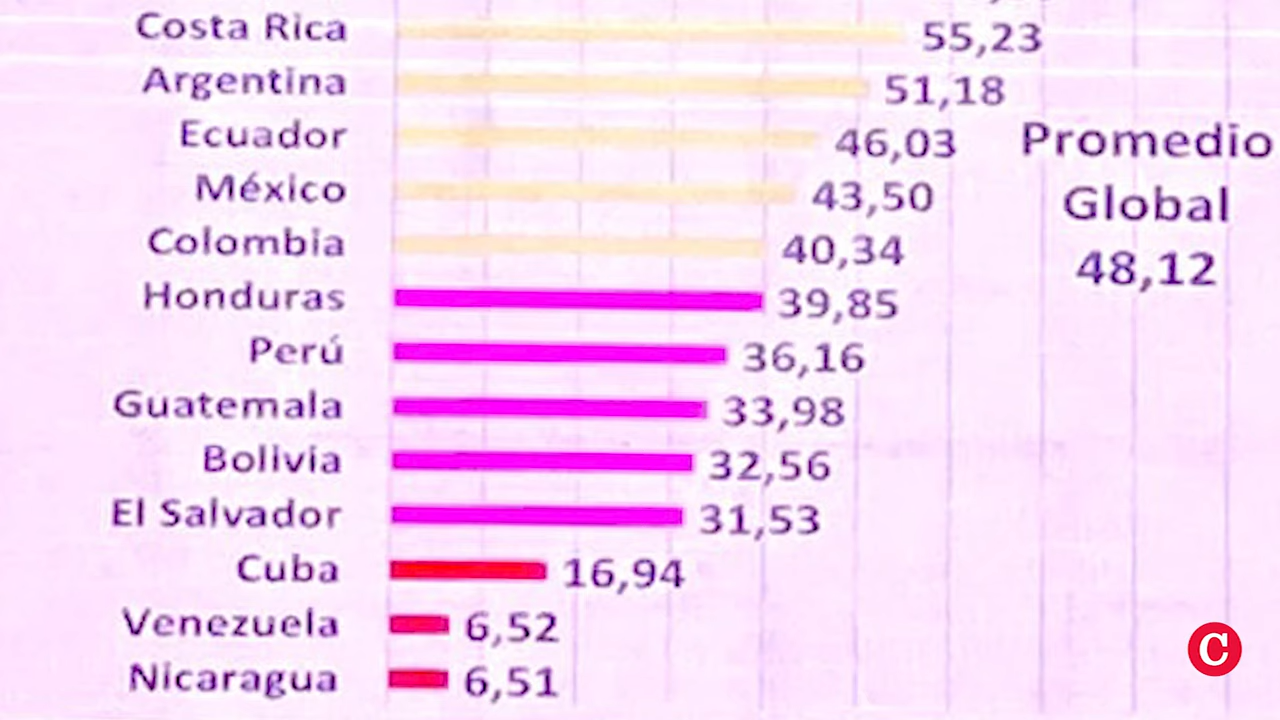 Costa Rica 55,23
Argentina 51,18
Ecuador 46,03
México 43,50
Colombia 40,34
Honduras 39,85
Perú 36,16
Guatemala 33,98
Bolivia 32,56
El Salvador 31,53
Cuba 16,94
Venezuela 6,52
Nicaragua 6,51
Promedio
Global
48,12
C